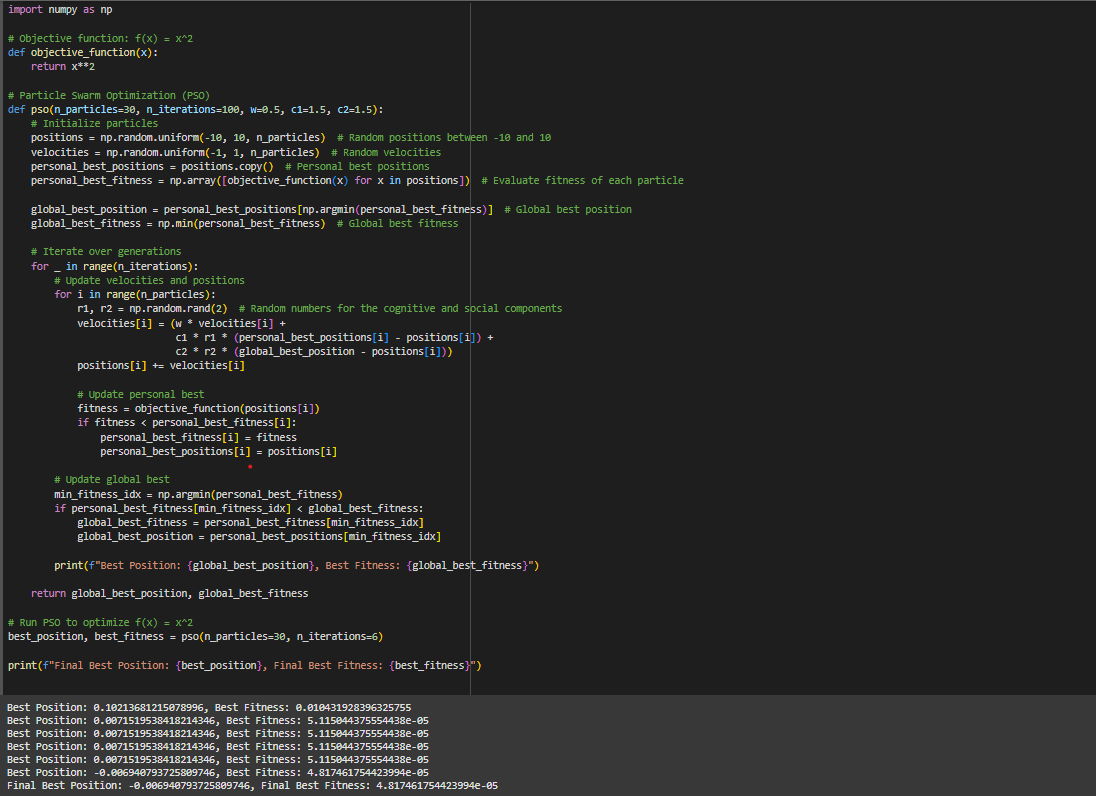 import numpy as np
# Objective function: f(x) = x^2
def objective_function(x):
    return x**2
# Particle Swarm Optimization (PSO)
def pso(n_particles=30, n_iterations=100, w=0.5, c1=1.5, c2=1.5):
    # Initialize particles
    positions = np.random.uniform(-10, 10, n_particles)  # Random positions between -10 and 10
    velocities = np.random.uniform(-1, 1, n_particles)  # Random velocities
    personal_best_positions = positions.copy()  # Personal best positions
    personal_best_fitness = np.array([objective_function(x) for x in positions])  # Evaluate fitness of each particle
    global_best_position = personal_best_positions[np.argmin(personal_best_fitness)]  # Global best position
    global_best_fitness = np.min(personal_best_fitness)  # Global best fitness
    # Iterate over generations
    for _ in range(n_iterations):
        # Update velocities and positions
        for i in range(n_particles):
            r1, r2 = np.random.rand(2)  # Random numbers for the cognitive and social components
            velocities[i] = (w * velocities[i] +
                             c1 * r1 * (personal_best_positions[i] - positions[i]) +
                             c2 * r2 * (global_best_position - positions[i]))
            positions[i] += velocities[i]
            # Update personal best
            fitness = objective_function(positions[i])
            if fitness < personal_best_fitness[i]:
                personal_best_fitness[i] = fitness
                personal_best_positions[i] = positions[i]
        # Update global best
        min_fitness_idx = np.argmin(personal_best_fitness)
        if personal_best_fitness[min_fitness_idx] < global_best_fitness:
            global_best_fitness = personal_best_fitness[min_fitness_idx]
            global_best_position = personal_best_positions[min_fitness_idx]
        print(f"Best Position: {global_best_position}, Best Fitness: {global_best_fitness}")
    return global_best_position, global_best_fitness
# Run PSO to optimize f(x) = x^2
best_position, best_fitness = pso(n_particles=30, n_iterations=6)
print(f"Final Best Position: {best_position}, Final Best Fitness: {best_fitness}")
Best Position: 0.10213681215078996, Best Fitness: 0.010431928396325755
Best Position: 0.0071519538418214346, Best Fitness: 5.115044375554438e-05
Best Position: 0.0071519538418214346, Best Fitness: 5.115044375554438e-05
Best Position: 0.0071519538418214346, Best Fitness: 5.115044375554438e-05
Best Position: 0.0071519538418214346, Best Fitness: 5.115044375554438e-05
Best Position: -0.006940793725809746, Best Fitness: 4.817461754423994e-05
Final Best Position: -0.006940793725809746, Final Best Fitness: 4.817461754423994e-05